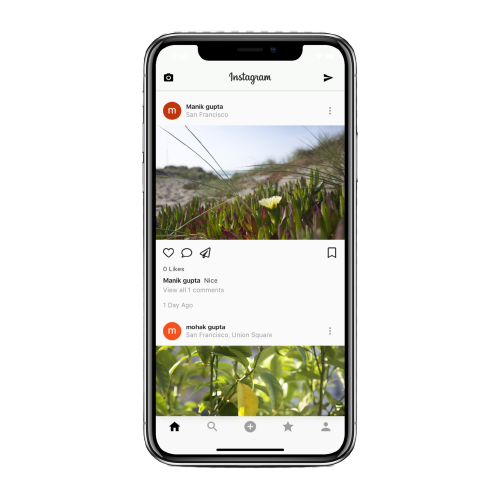 Instagram
m
Manik gupta
San Francisco
0 Likes
Manik gupta Nice
View all 1 comments
1 Day Ago
m
mohak gupta
San Francisco, Union Square